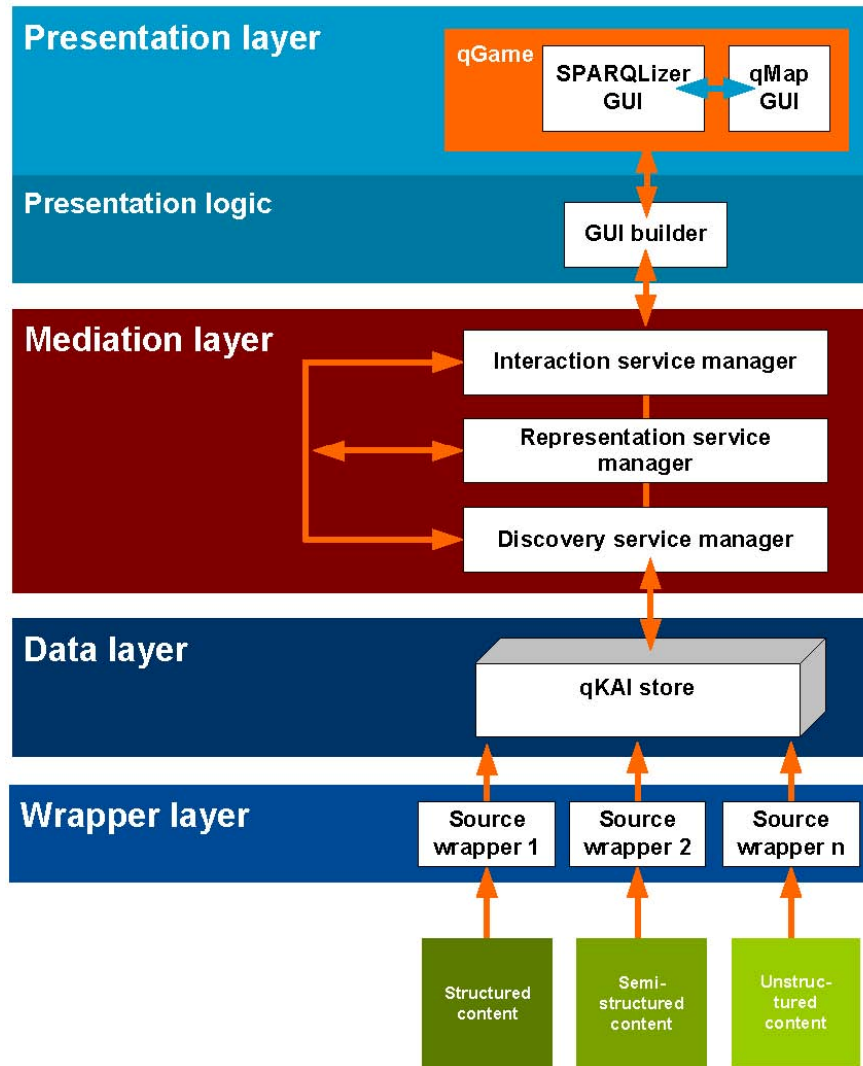 Presentation layer
qGame
SPARQLizer
GUI
qMap
GUI
Presentation logic
GUI builder
Mediation layer
Interaction service manager
Representation service
manager
Discovery service manager
Data layer
qKAI store
Wrapper layer
Source
wrapper 1
Source
wrapper 2
Source
wrapper n
Structured
content
Semi-
structured
content
Unstruc-
tured
content